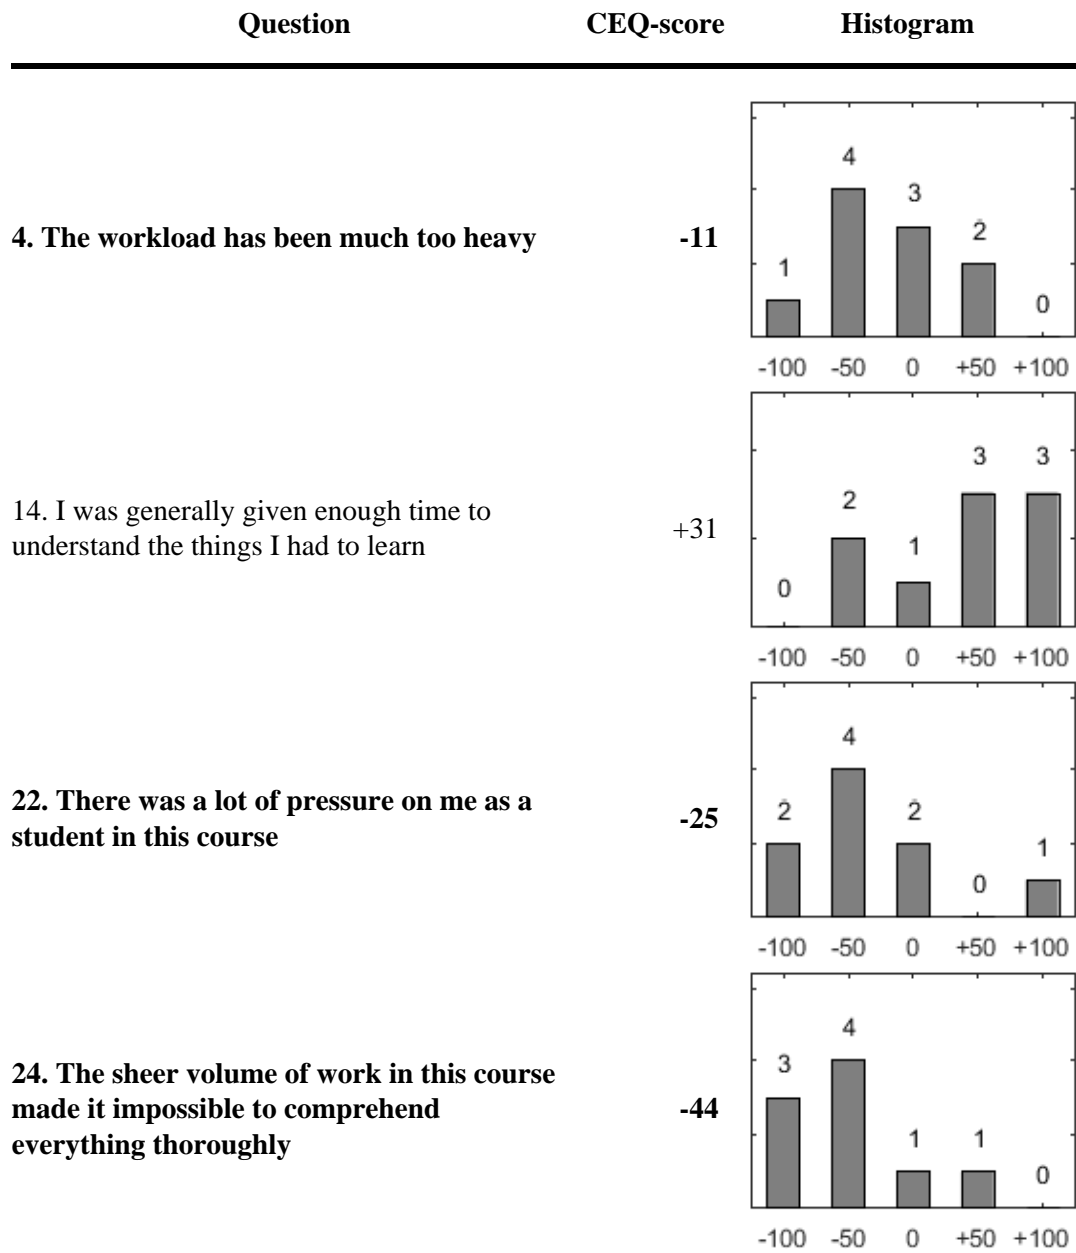 Question CEQ-score Histogram
4
3
2
1
0
4. The workload has been much too heavy -11
-100 -50 0 +50 +100
3 3
2
1
0
14. I was generally given enough time to
understand the things I had to learn
+31
-100 -50 0 +50 +100
4
2 2
1
0
22. There was a lot of pressure on me as a
student in this course
-25
-100 -50 0 +50 +100
4
3
1 1
0
24. The sheer volume of work in this course
made it impossible to comprehend
everything thoroughly
-44
-100 -50 0 +50 +100